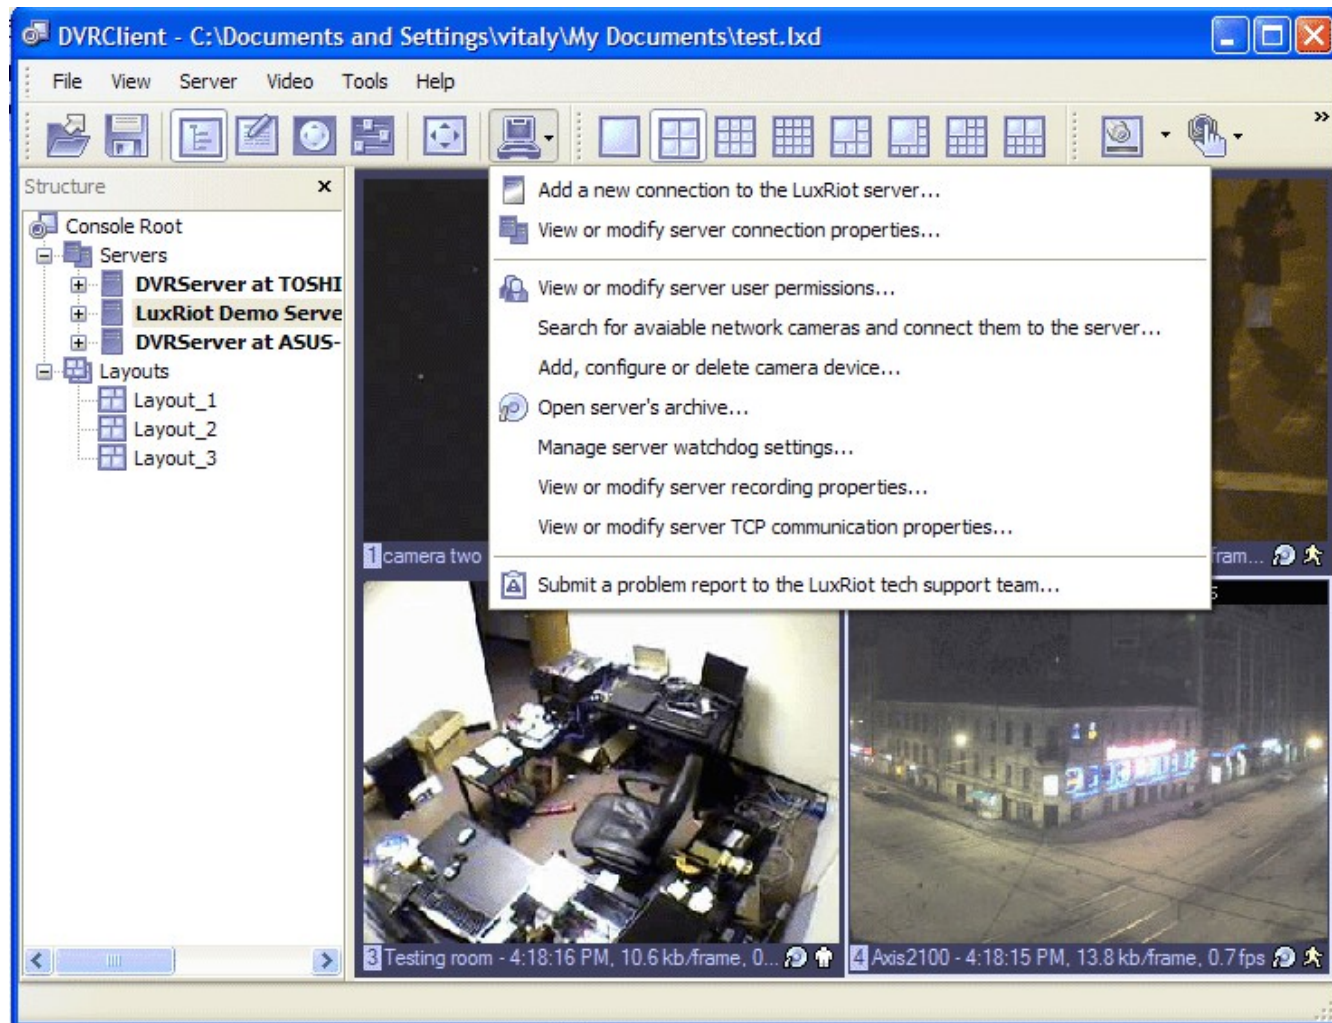 DVRClient - C:\Documents and Settings\vitaly\My Documents\test.lxd
File View Server Video Tools Help
Structure
Console Root
Servers
DVRServer at TOSHI
LuxRiot Demo Serve
DVRServer at ASUS-
Layouts
Layout_1
Layout_2
Layout_3
Add a new connection to the LuxRiot server...
View or modify server connection properties...
View or modify server user permissions...
Search for avaiable network cameras and connect them to the server...
Add, configure or delete camera device...
Open server's archive...
Manage server watchdog settings...
View or modify server recording properties...
View or modify server TCP communication properties...
Submit a problem report to the LuxRiot tech support team...
1 camera two
fram...
3 Testing room - 4:18:16 PM, 10.6 kb/frame, 0...
4 Axis2100 - 4:18:15 PM, 13.8 kb/frame, 0.7 fps